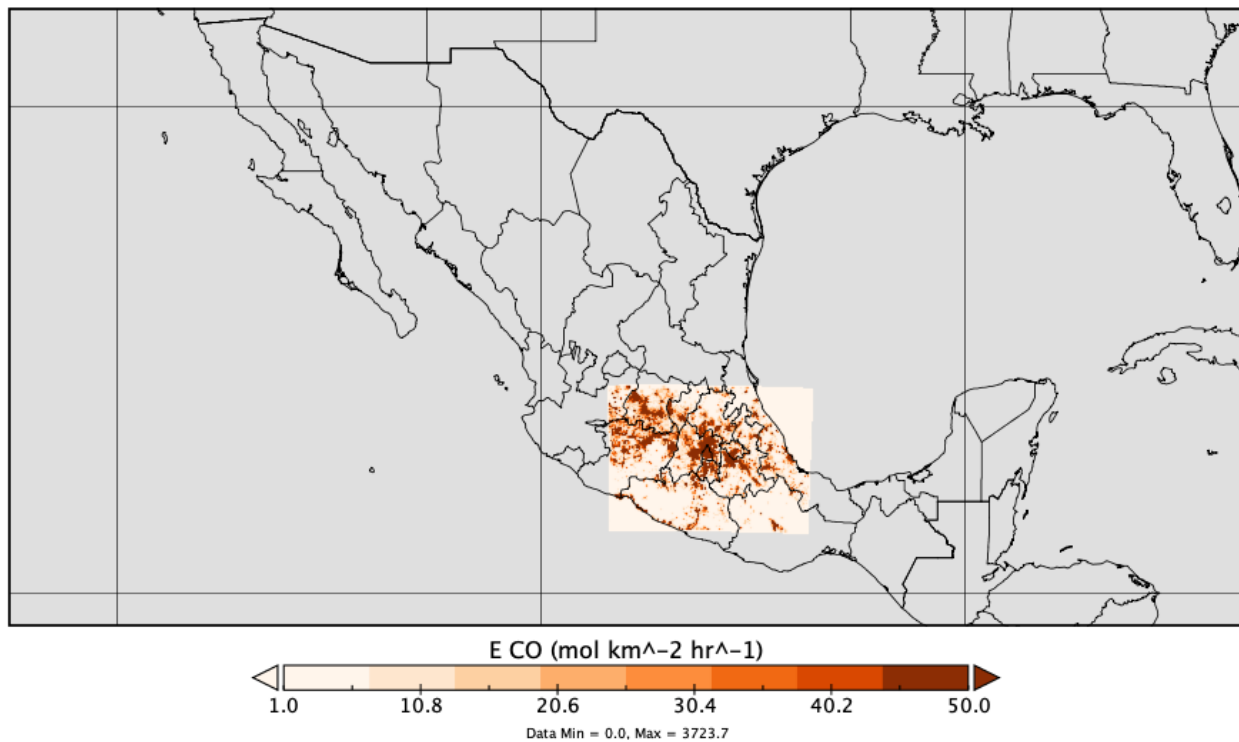 E CO (mol km^-2 hr^-1)
1.0 10.8 20.6 30.4 40.2 50.0
Data Min = 0.0, Max = 3723.7